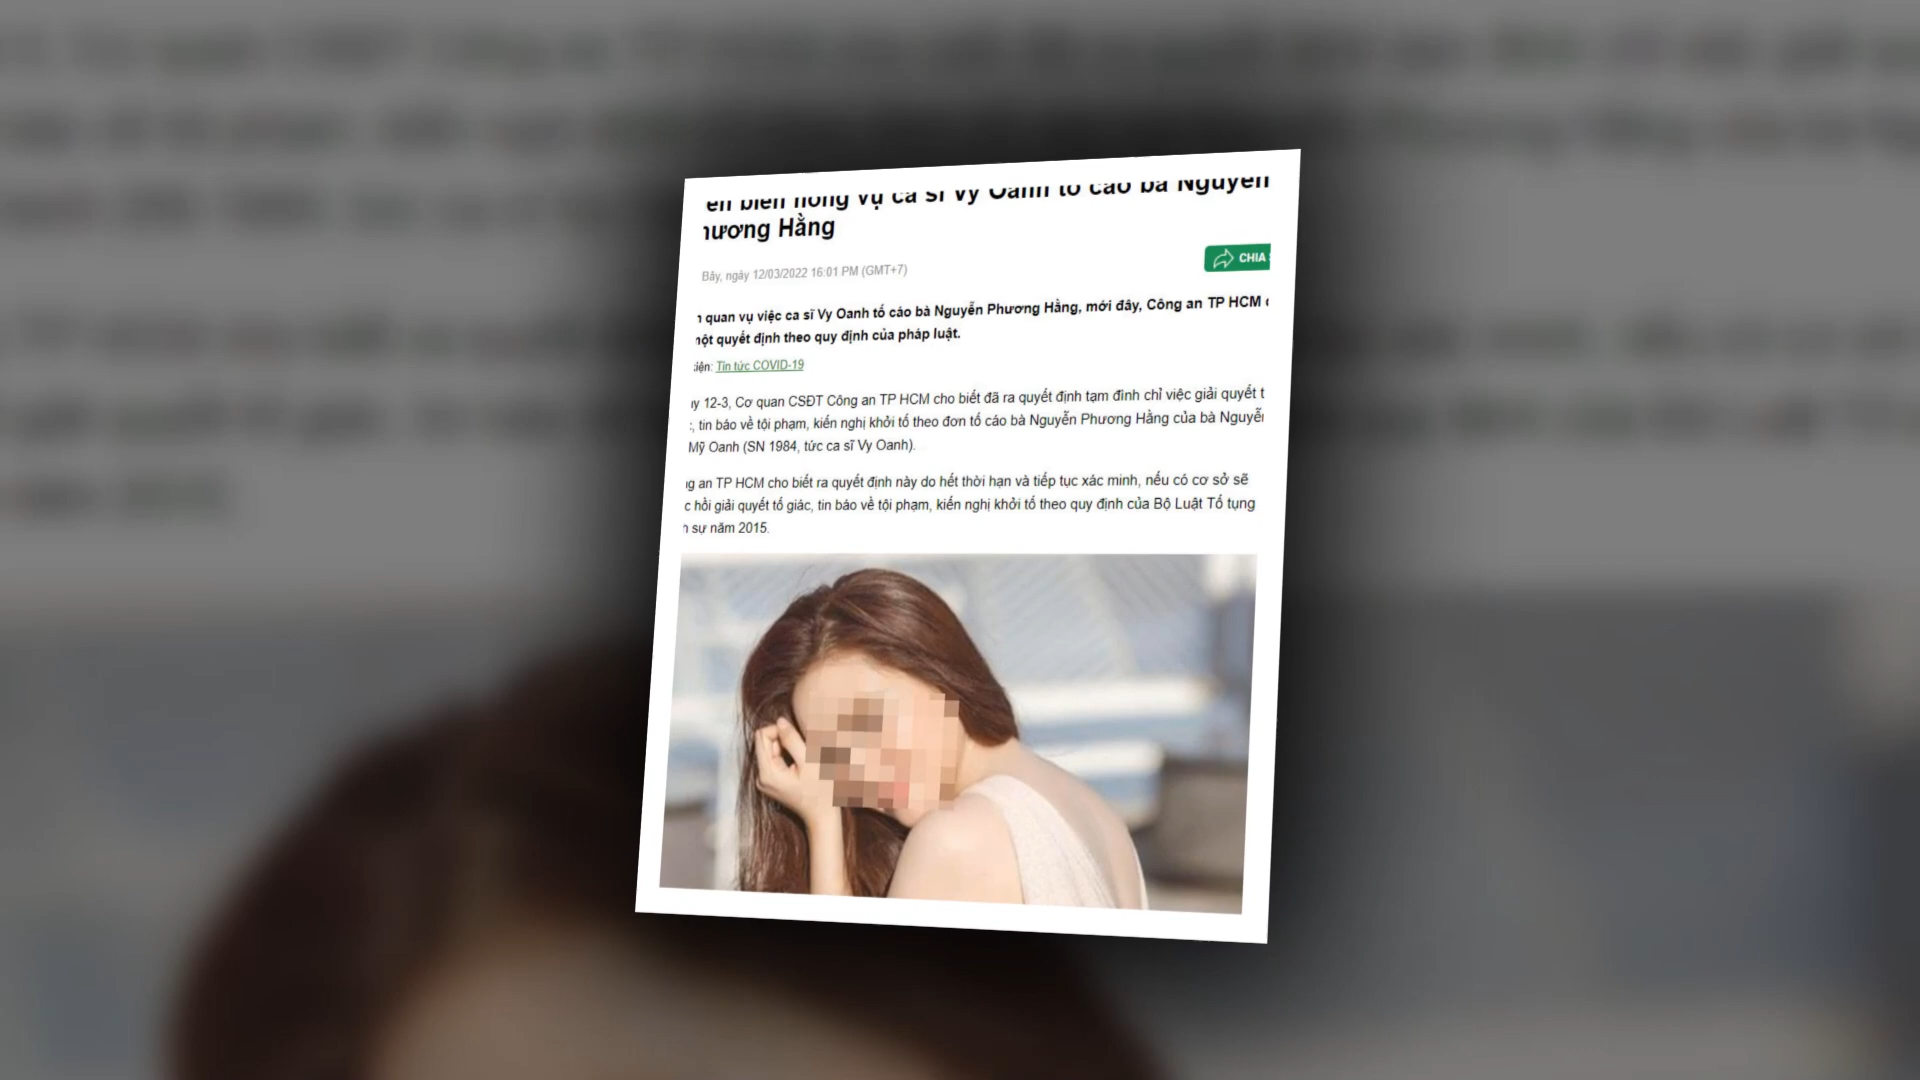 biến nóng vụ ca sĩ Vy Oanh tố cáo bà Nguyễn
hương Hằng
Bảy, ngày 12/03/2022 16:01 PM (GMT+7)
CHIA
n quan vụ việc ca sĩ Vy Oanh tố cáo bà Nguyễn Phương Hằng, mới đây, Công an TP HCM
một quyết định theo quy định của pháp luật.
kiện: Tin tức COVID-19
ày 12-3, Cơ quan CSĐT Công an TP HCM cho biết đã ra quyết định tạm đình chỉ việc giải quyết t
, tin báo về tội phạm, kiến nghị khởi tố theo đơn tố cáo bà Nguyễn Phương Hằng của bà Nguyễn
Mỹ Oanh (SN 1984, tức ca sĩ Vy Oanh).
ng an TP HCM cho biết ra quyết định này do hết thời hạn và tiếp tục xác minh, nếu có cơ sở sẽ
c hồi giải quyết tố giác, tin báo về tội phạm, kiến nghị khởi tố theo quy định của Bộ Luật Tố tụng
h sự năm 2015.